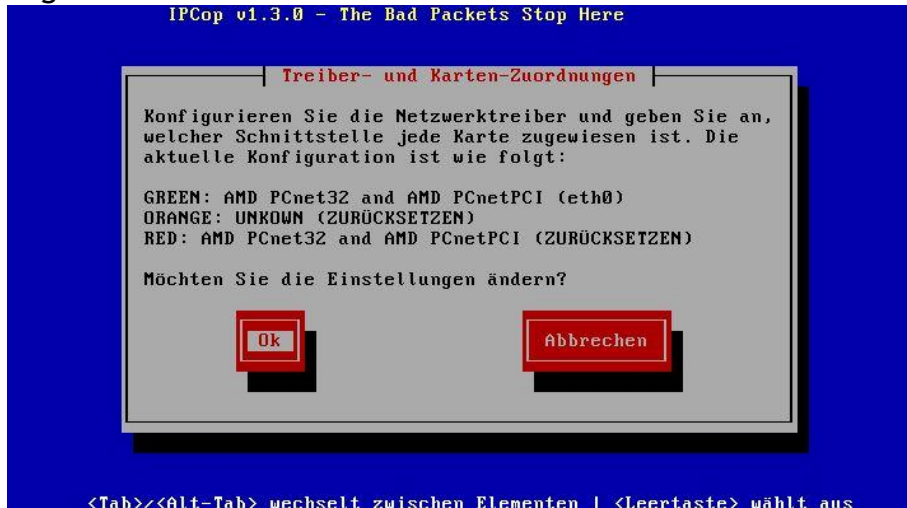 IPCop v1.3.0 - The Bad Packets Stop Here
Treiber- und Karten-Zuordnungen
Konfigurieren Sie die Netzwerktreiber und geben Sie an,
welcher Schnittstelle jede Karte zugewiesen ist. Die
aktuelle Konfiguration ist wie folgt:
GREEN: AMD PCnet32 and AMD PCnetPCI (eth0)
ORANGE: UNKOWN (ZURÜCKSETZEN)
RED: AMD PCnet32 and AMD PCnetPCI (ZURÜCKSETZEN)
Möchten Sie die Einstellungen ändern?
Ok Abbrechen
<Tab>/<Alt-Tab> wechselt zwischen Elementen | <Leertaste> wählt aus